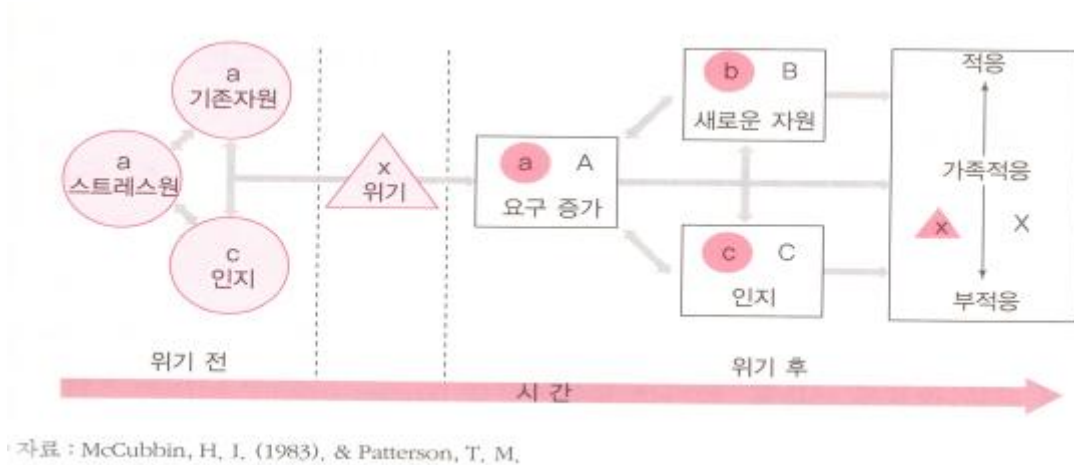 a
기존자원
a
스트레스원
c
인지
x
위기
a A
요구 증가
b B
새로운 자원
c C
인지
적응
가족적응
x X
부적응
위기 전
위기 후
시 간
자료 : McCubbin, H. I. (1983). & Patterson, T. M.